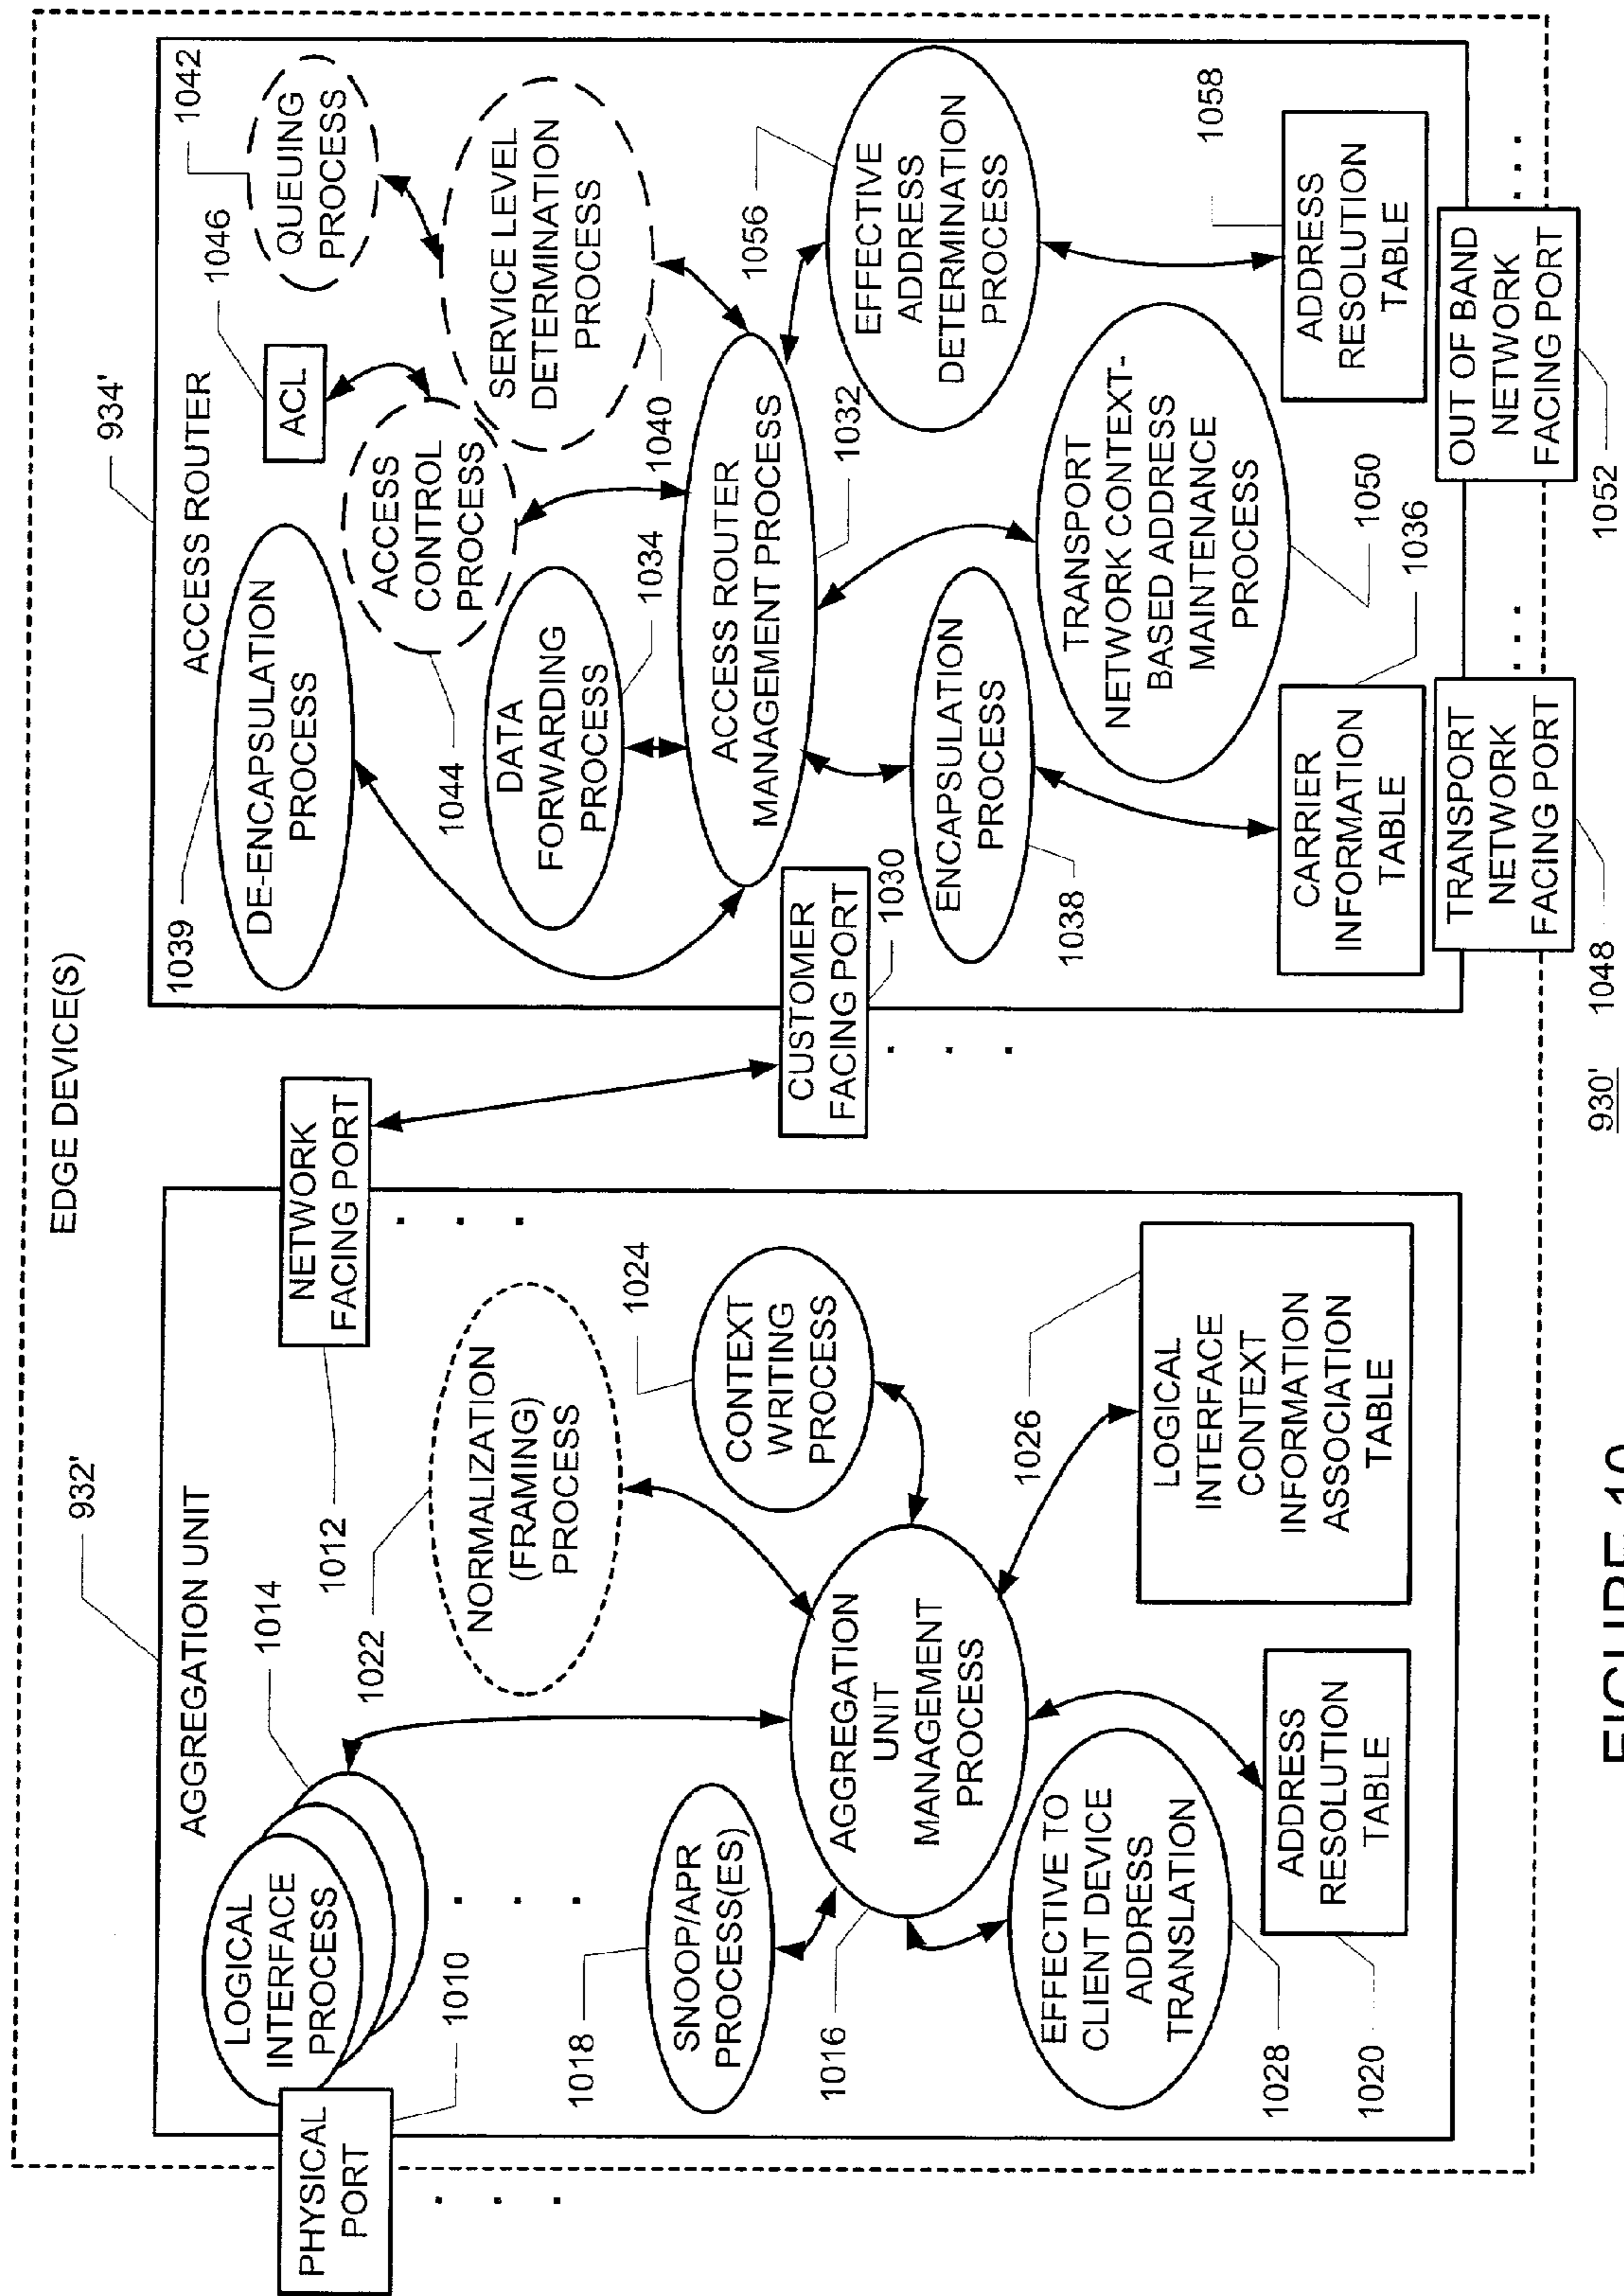 EDGE DEVICE(S)
932'
AGGREGATION UNIT
1014
LOGICAL
INTERFACE
PROCESS
PHYSICAL
PORT
1010
1018
SNOOP/APR
PROCESS(ES)
1016
AGGREGATION
UNIT
MANAGEMENT
PROCESS
1022
NORMALIZATION
(FRAMING)
PROCESS
1012
NETWORK
FACING PORT
1024
CONTEXT
WRITING
PROCESS
1026
LOGICAL
INTERFACE
CONTEXT
INFORMATION
ASSOCIATION
TABLE
EFFECTIVE TO
CLIENT DEVICE
ADDRESS
TRANSLATION
1028
ADDRESS
RESOLUTION
TABLE
1020
934'
ACCESS ROUTER
1039
DE-ENCAPSULATION
PROCESS
1046
ACL
1042
QUEUING
PROCESS
1044
ACCESS
CONTROL
PROCESS
SERVICE LEVEL
DETERMINATION
PROCESS
1040
DATA
FORWARDING
PROCESS
1034
ACCESS ROUTER
MANAGEMENT PROCESS
1032
1056
EFFECTIVE
ADDRESS
DETERMINATION
PROCESS
CUSTOMER
FACING PORT
1030
ENCAPSULATION
PROCESS
1038
TRANSPORT
NETWORK CONTEXT-
BASED ADDRESS
MAINTENANCE
PROCESS
1050
1058
ADDRESS
RESOLUTION
TABLE
CARRIER
INFORMATION
TABLE
1036
TRANSPORT
NETWORK
FACING PORT
1048
OUT OF BAND
NETWORK
FACING PORT
1052
930'
FIGURE 10